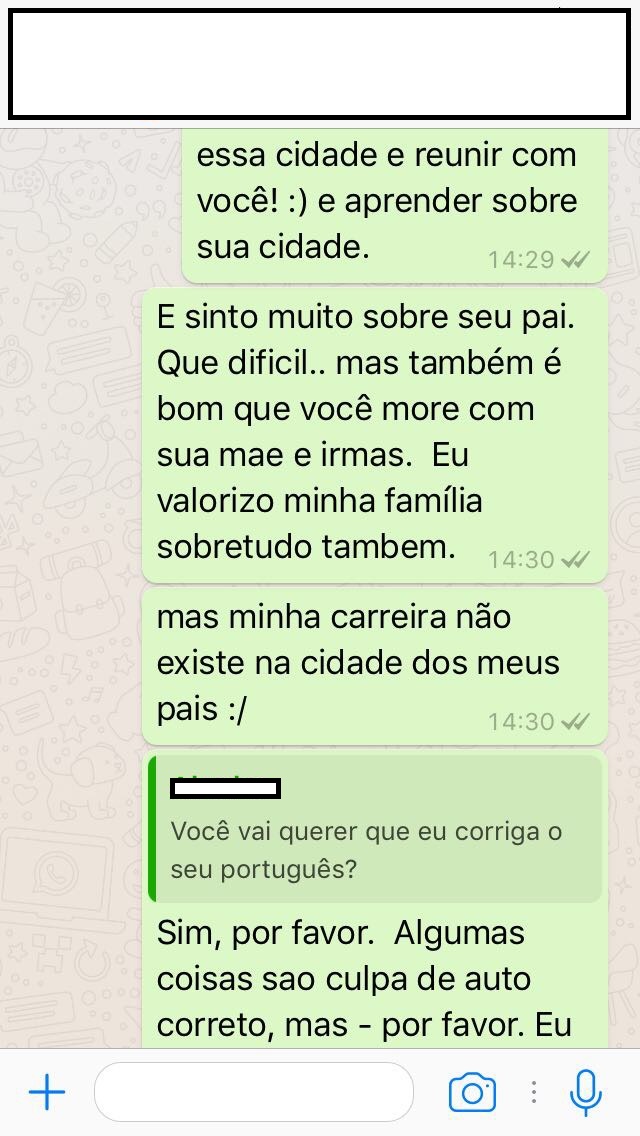 essa cidade e reunir com
você! :) e aprender sobre
sua cidade.
14:29
E sinto muito sobre seu pai.
Que dificil.. mas também é
bom que você more com
sua mae e irmas.  Eu
valorizo minha família
sobretudo tambem.
14:30
mas minha carreira não
existe na cidade dos meus
pais :/
14:30
Você vai querer que eu corriga o
seu português?
Sim, por favor.  Algumas
coisas sao culpa de auto
correto, mas - por favor. Eu